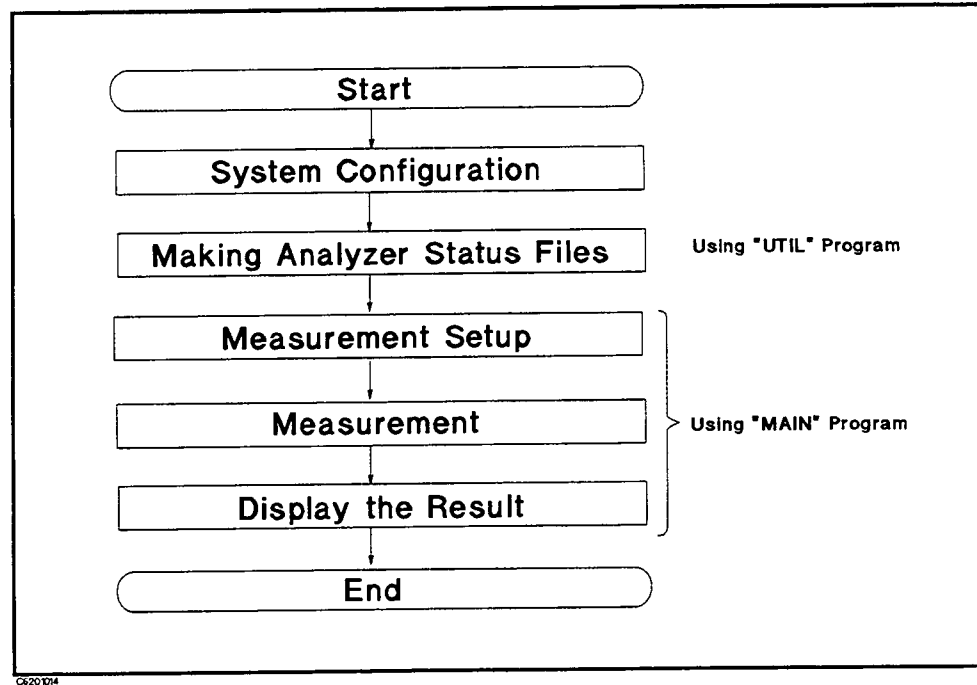 Start
System Configuration
Making Analyzer Status Files
Using "UTIL" Program
Measurement Setup
Measurement
Using "MAIN" Program
Display the Result
End
C6201014